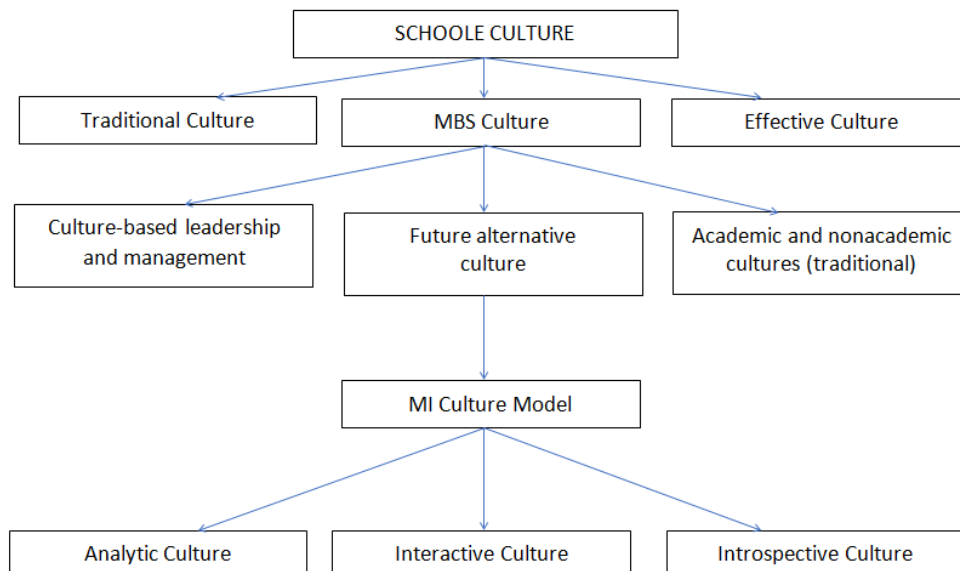 SCHOOLE CULTURE
Traditional Culture
MBS Culture
Effective Culture
Culture-based leadership
and management
Future alternative
culture
Academic and nonacademic
cultures (traditional)
MI Culture Model
Analytic Culture
Interactive Culture
Introspective Culture